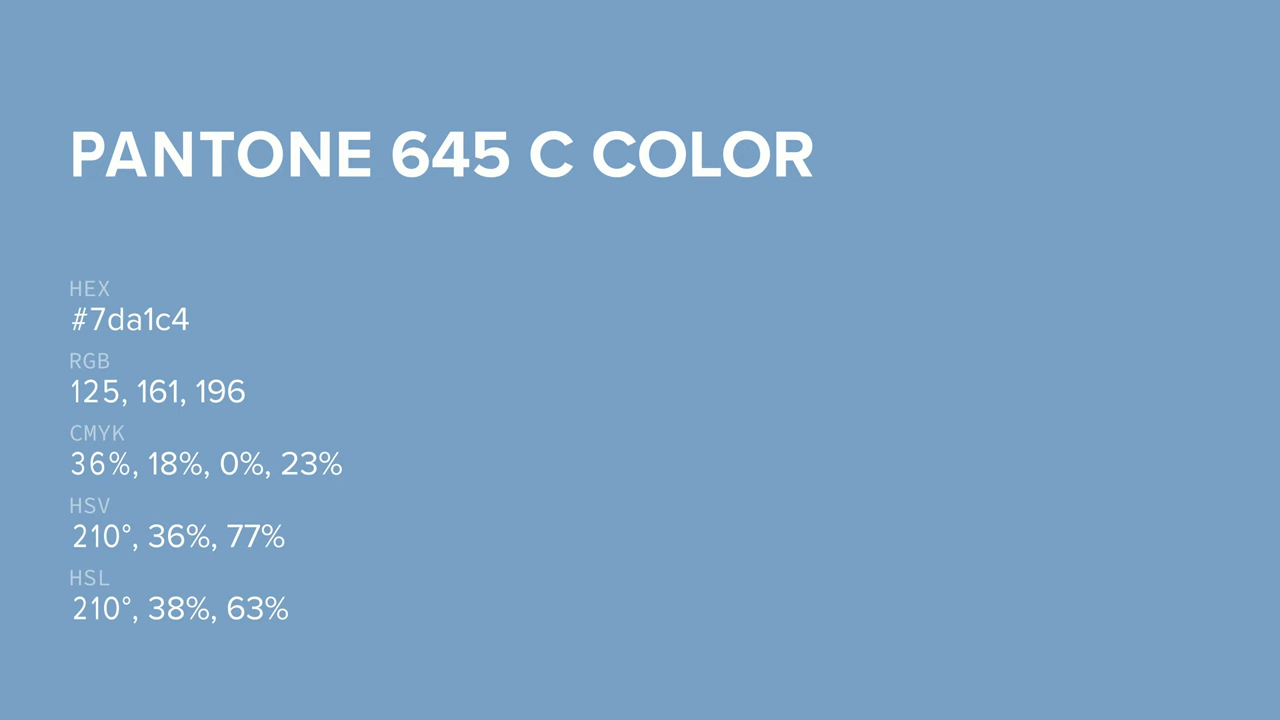 PANTONE 645 C COLOR
HEX
#7da1c4
RGB
125, 161, 196
CMYK
36%, 18%, 0%, 23%
HSV
210°, 36%, 77%
HSL
210°, 38%, 63%